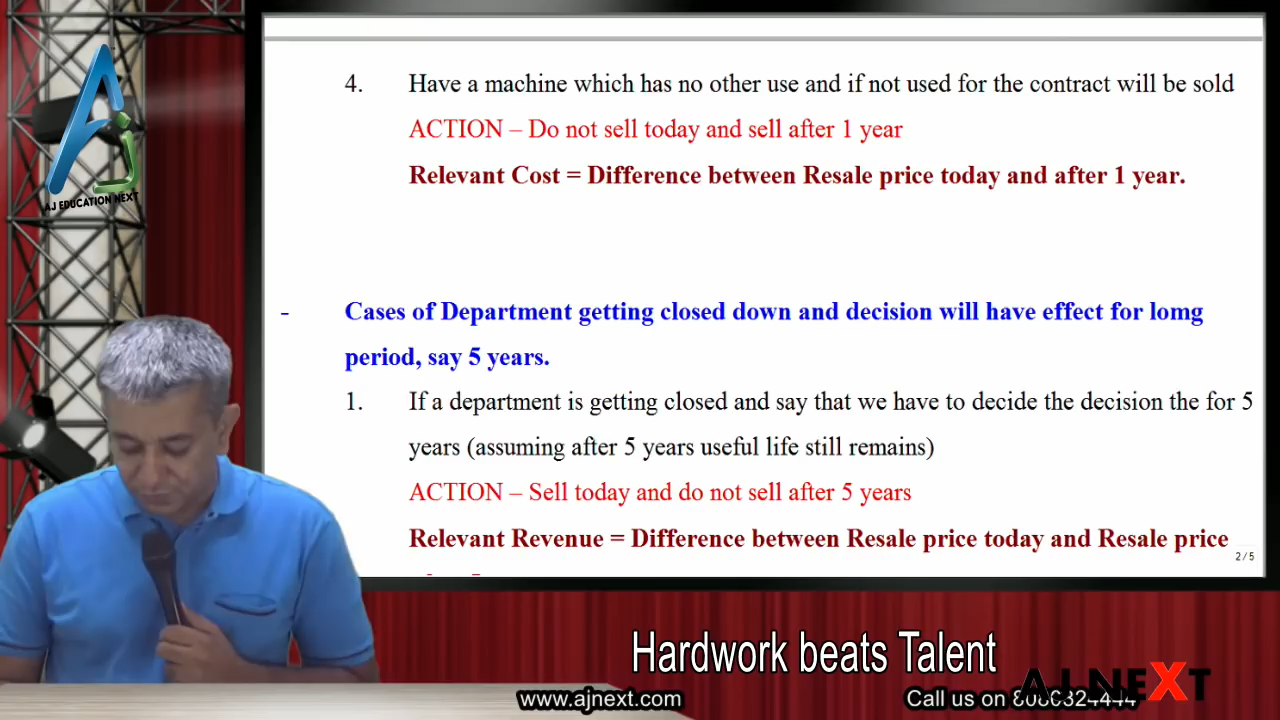 4. Have a machine which has no other use and if not used for the contract will be sold
ACTION – Do not sell today and sell after 1 year
Relevant Cost = Difference between Resale price today and after 1 year.
AJ EDUCATION NEXT
- Cases of Department getting closed down and decision will have effect for lomg
period, say 5 years.
1. If a department is getting closed and say that we have to decide the decision the for 5
years (assuming after 5 years useful life still remains)
ACTION – Sell today and do not sell after 5 years
Relevant Revenue = Difference between Resale price today and Resale price
2/5
Hardwork beats Talent
AJNEXT
www.ajnext.com
Call us on 8080324444